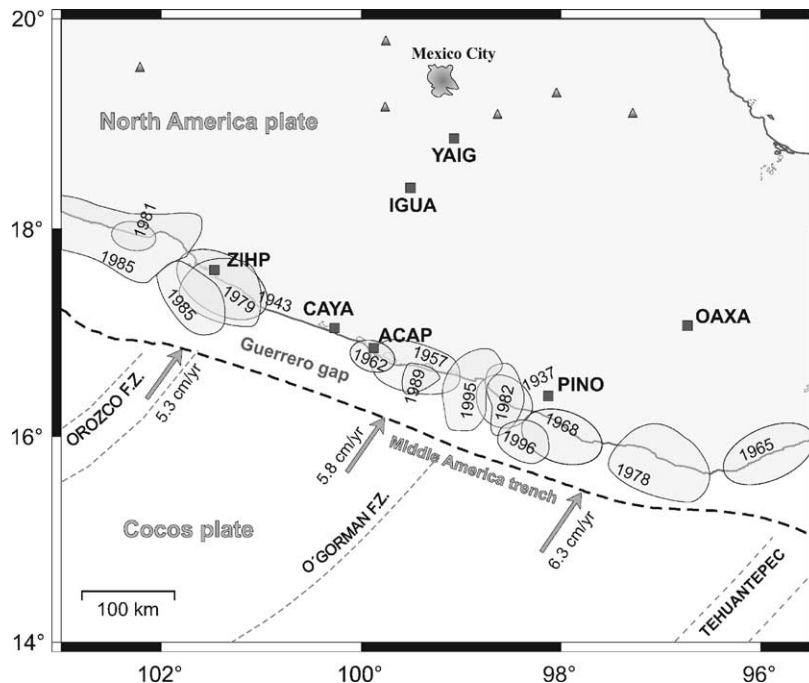 20°
Mexico City
North America plate
YAIG
IGUA
18°
1981
1985
ZIHP
1979
1943
1985
CAYA
ACAP
OAXA
Guerrero gap
1962
1957
1989
1995
1982
1937
PINO
1968
1996
1965
1978
16°
OROZCO F.Z.
5.3 cm/yr
5.8 cm/yr
Middle America trench
6.3 cm/yr
Cocos plate
O´GORMAN F.Z.
TEHUANTEPEC
100 km
14°
102°
100°
98°
96°